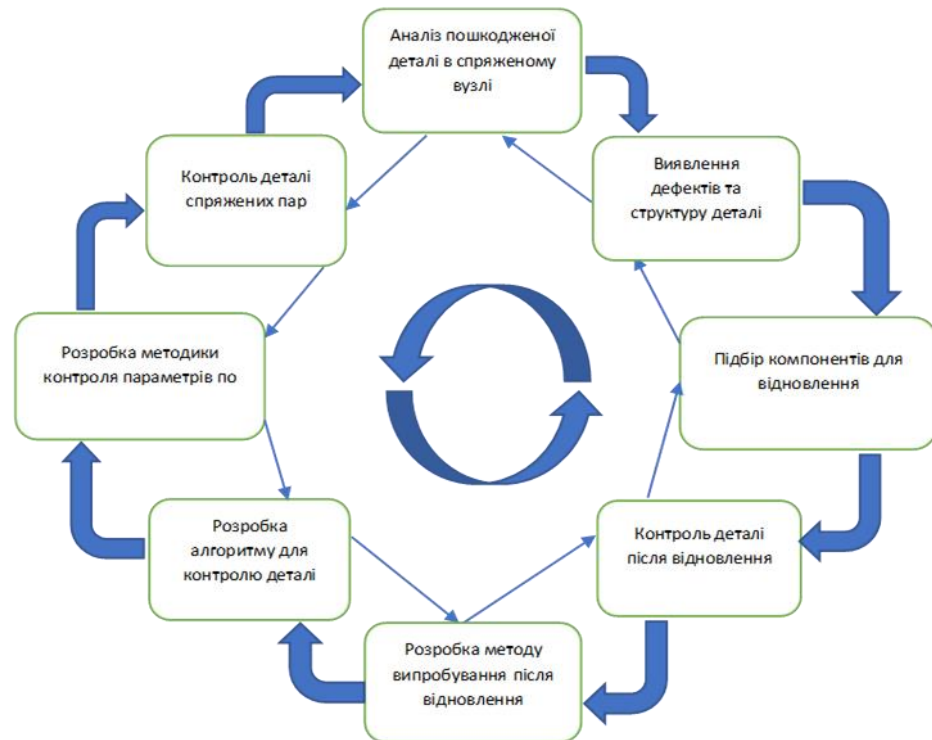 Аналіз пошкодженої
деталі в спряженому
вузлі
Виявлення
дефектів та
структуру деталі
Підбір компонентів для
відновлення
Контроль деталі
після відновлення
Розробка методу
випробування після
відновлення
Розробка
алгоритму для
контролю деталі
Розробка методики
контроля параметрів по
Контроль деталі
спряжених пар